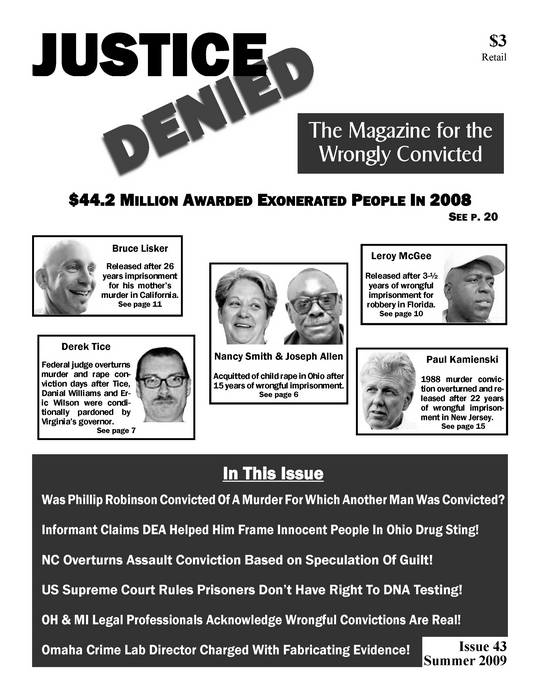 JUSTICE
DENIED
$3
Retail
The Magazine for the
Wrongly Convicted
$44.2 MILLION AWARDED EXONERATED PEOPLE IN 2008
SEE P. 20
Bruce Lisker
Released after 26
years imprisonment
for his mother's
murder in California.
See page 11
Derek Tice
Federal judge overturns
murder and rape con-
viction days after Tice,
Danial Williams and Er-
ic Wilson were condi-
tionally pardoned by
Virginia's governor.
See page 7
Nancy Smith & Joseph Allen
Acquitted of child rape in Ohio after
15 years of wrongful imprisonment.
See page 6
Leroy McGee
Released after 3-½
years of wrongful
imprisonment for
robbery in Florida.
See page 10
Paul Kamienski
1988 murder convic-
tion overturned and re-
leased after 22 years
of wrongful imprison-
ment in New Jersey.
See page 15
In This Issue
Was Phillip Robinson Convicted Of A Murder For Which Another Man Was Convicted?
Informant Claims DEA Helped Him Frame Innocent People In Ohio Drug Sting!
NC Overturns Assault Conviction Based on Speculation Of Guilt!
US Supreme Court Rules Prisoners Don't Have Right To DNA Testing!
OH & MI Legal Professionals Acknowledge Wrongful Convictions Are Real!
Omaha Crime Lab Director Charged With Fabricating Evidence!
Issue 43
Summer 2009